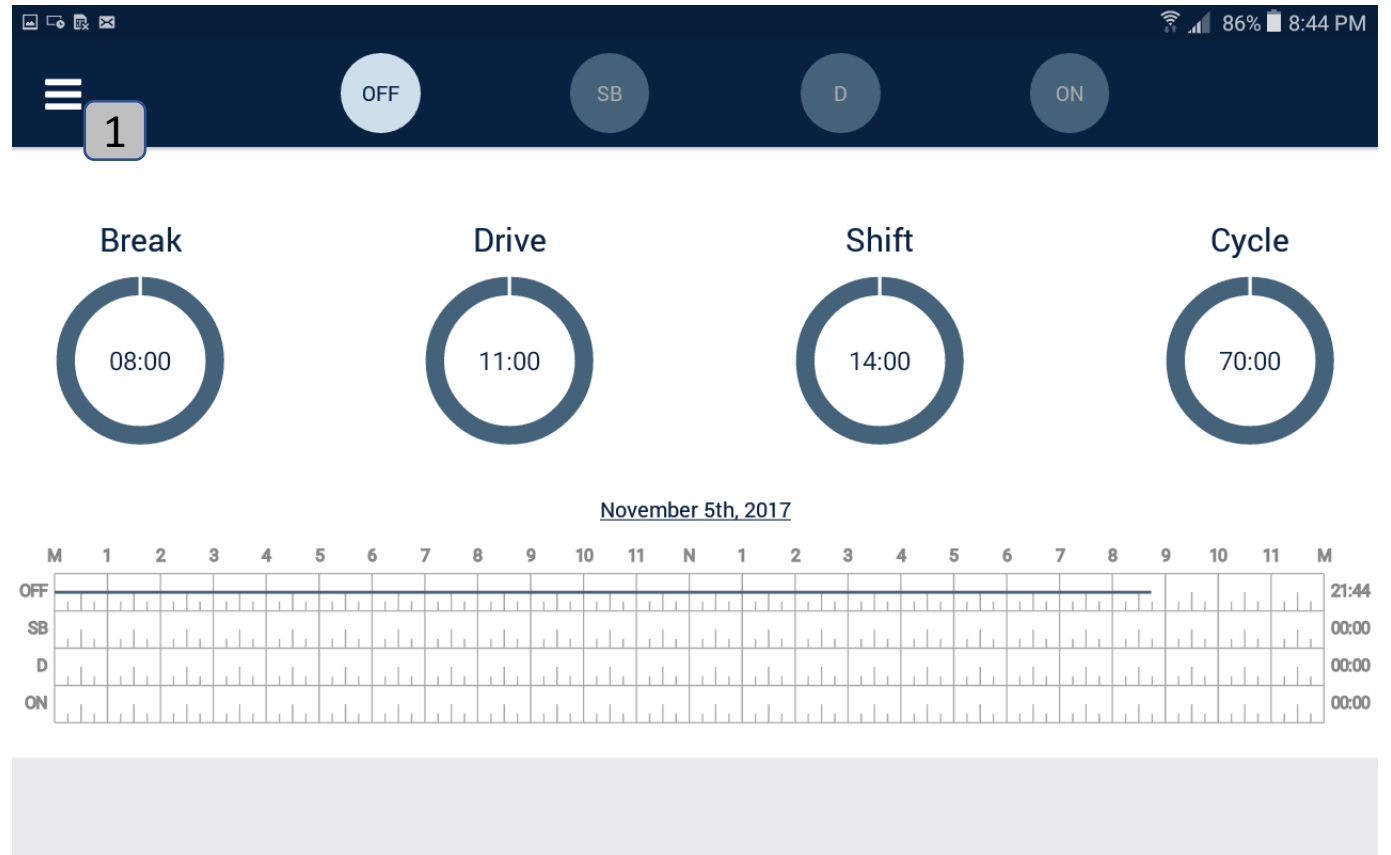 86% 8:44 PM
OFF SB D ON
1
Break Drive Shift Cycle
08:00 11:00 14:00 70:00
November 5th, 2017
M 1 2 3 4 5 6 7 8 9 10 11 N 1 2 3 4 5 6 7 8 9 10 11 M
OFF 21:44
SB 00:00
D 00:00
ON 00:00